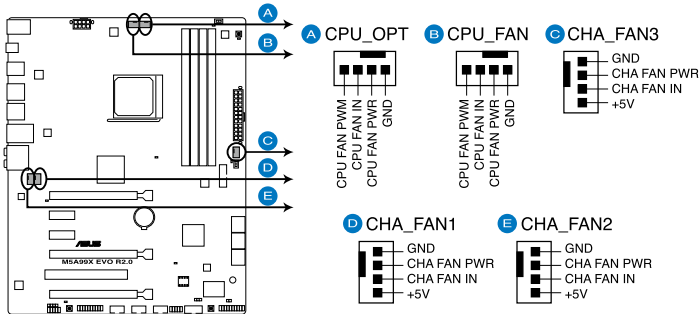 A
B
C
D
E
ASUS
M5A99X EVO R2.0
A CPU_OPT
CPU FAN PWM
CPU FAN IN
CPU FAN PWR
GND
B CPU_FAN
CPU FAN PWM
CPU FAN IN
CPU FAN PWR
GND
C CHA_FAN3
GND
CHA FAN PWR
CHA FAN IN
+5V
D CHA_FAN1
GND
CHA FAN PWR
CHA FAN IN
+5V
E CHA_FAN2
GND
CHA FAN PWR
CHA FAN IN
+5V